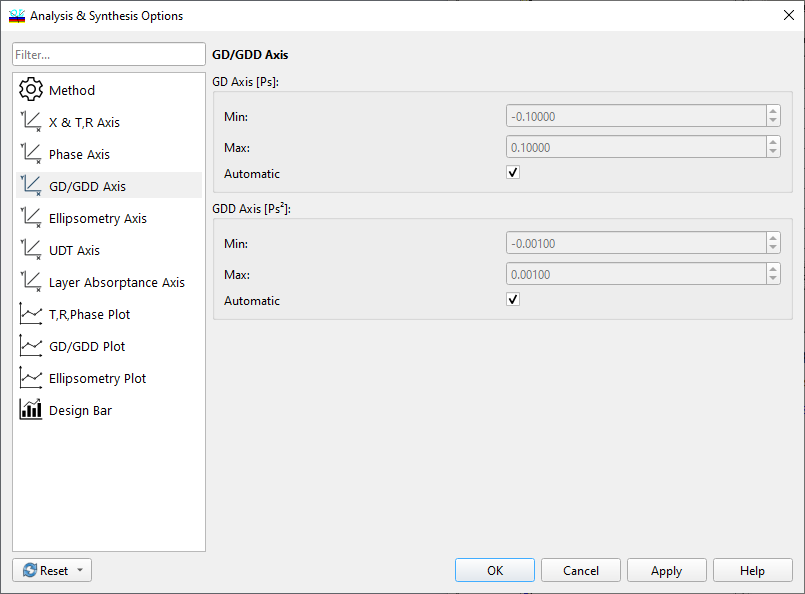 Analysis & Synthesis Options
Filter...
Method
X & T,R Axis
Phase Axis
GD/GDD Axis
Ellipsometry Axis
UDT Axis
Layer Absorptance Axis
T,R,Phase Plot
GD/GDD Plot
Ellipsometry Plot
Design Bar
GD/GDD Axis
GD Axis [Ps]:
Min: -0.10000
Max: 0.10000
Automatic
GDD Axis [Ps²]:
Min: -0.00100
Max: 0.00100
Automatic
Reset OK Cancel Apply Help